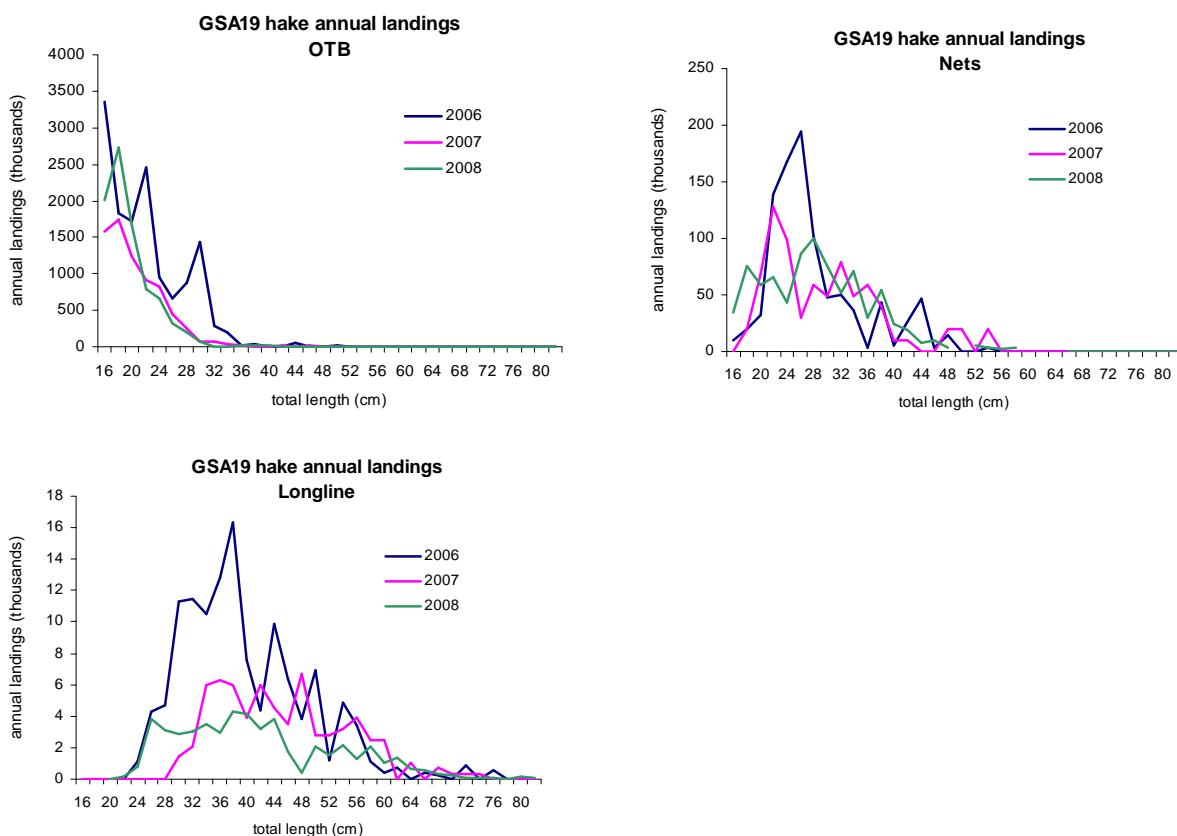 GSA19 hake annual landings
OTB
annual landings (thousands)
4000
3500
3000
2500
2000
1500
1000
500
0
2006
2007
2008
16 20 24 28 32 36 40 44 48 52 56 60 64 68 72 76 80
total length (cm)
GSA19 hake annual landings
Nets
annual landings (thousands)
250
200
150
100
50
0
2006
2007
2008
16 20 24 28 32 36 40 44 48 52 56 60 64 68 72 76 80
total length (cm)
GSA19 hake annual landings
Longline
annual landings (thousands)
18
16
14
12
10
8
6
4
2
0
2006
2007
2008
16 20 24 28 32 36 40 44 48 52 56 60 64 68 72 76 80
total length (cm)